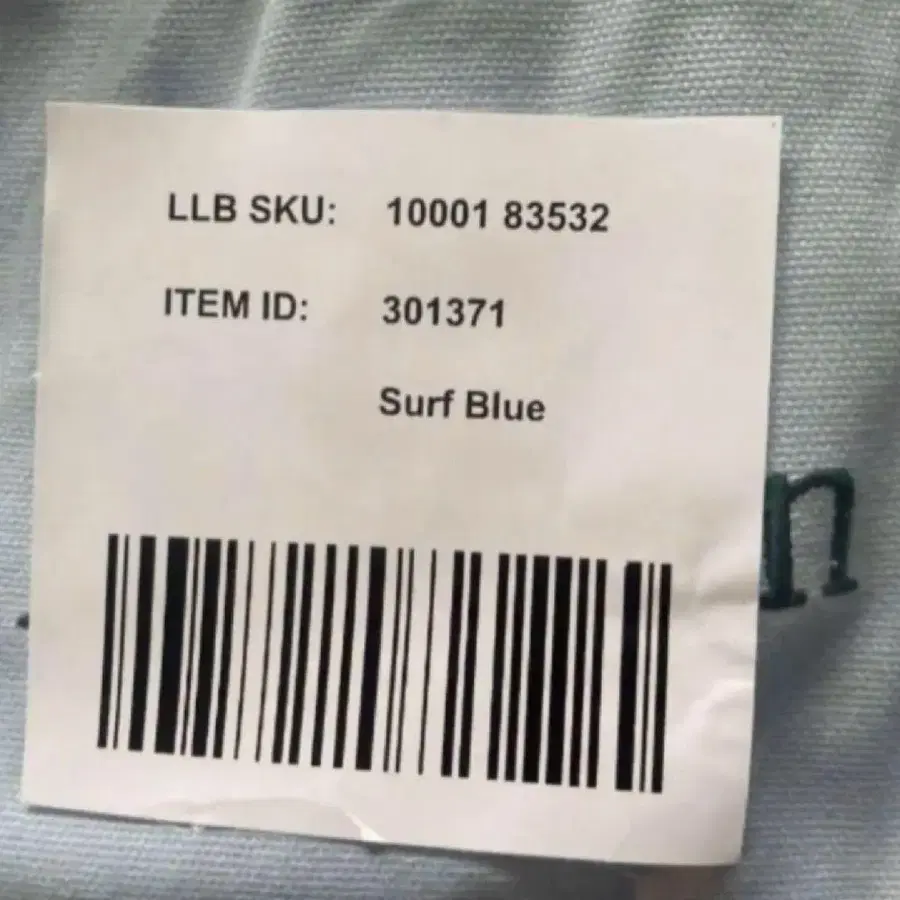 LLB SKU: 10001 83532
ITEM ID: 301371
Surf Blue
n